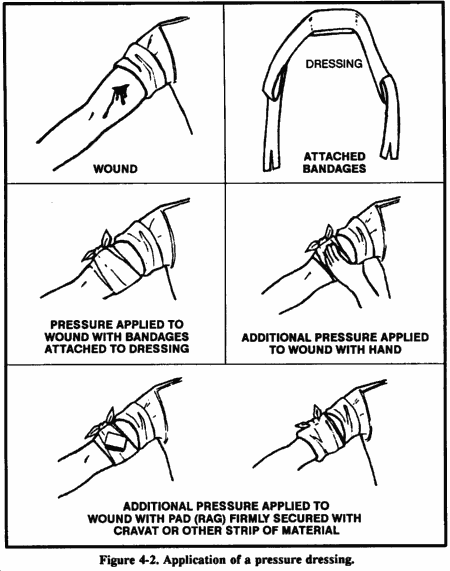 WOUND
DRESSING
ATTACHED
BANDAGES
PRESSURE APPLIED TO
WOUND WITH BANDAGES
ATTACHED TO DRESSING
ADDITIONAL PRESSURE APPLIED
TO WOUND WITH HAND
ADDITIONAL PRESSURE APPLIED TO
WOUND WITH PAD (RAG) FIRMLY SECURED WITH
CRAVAT OR OTHER STRIP OF MATERIAL
Figure 4-2. Application of a pressure dressing.